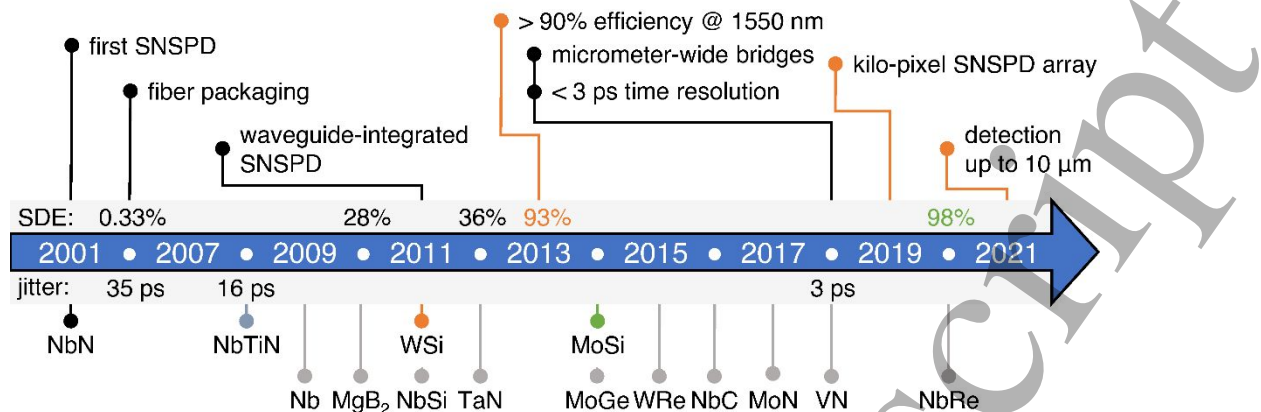 first SNSPD
fiber packaging
waveguide-integrated
SNSPD
> 90% efficiency @ 1550 nm
micrometer-wide bridges
< 3 ps time resolution
kilo-pixel SNSPD array
detection
up to 10 µm
SDE: 0.33% 28% 36% 93% 98%
2001 2007 2009 2011 2013 2015 2017 2019 2021
jitter: 35 ps 16 ps 3 ps
NbN NbTiN WSi MoSi
Nb MgB₂ NbSi TaN MoGe WRe NbC MoN VN NbRe
cript